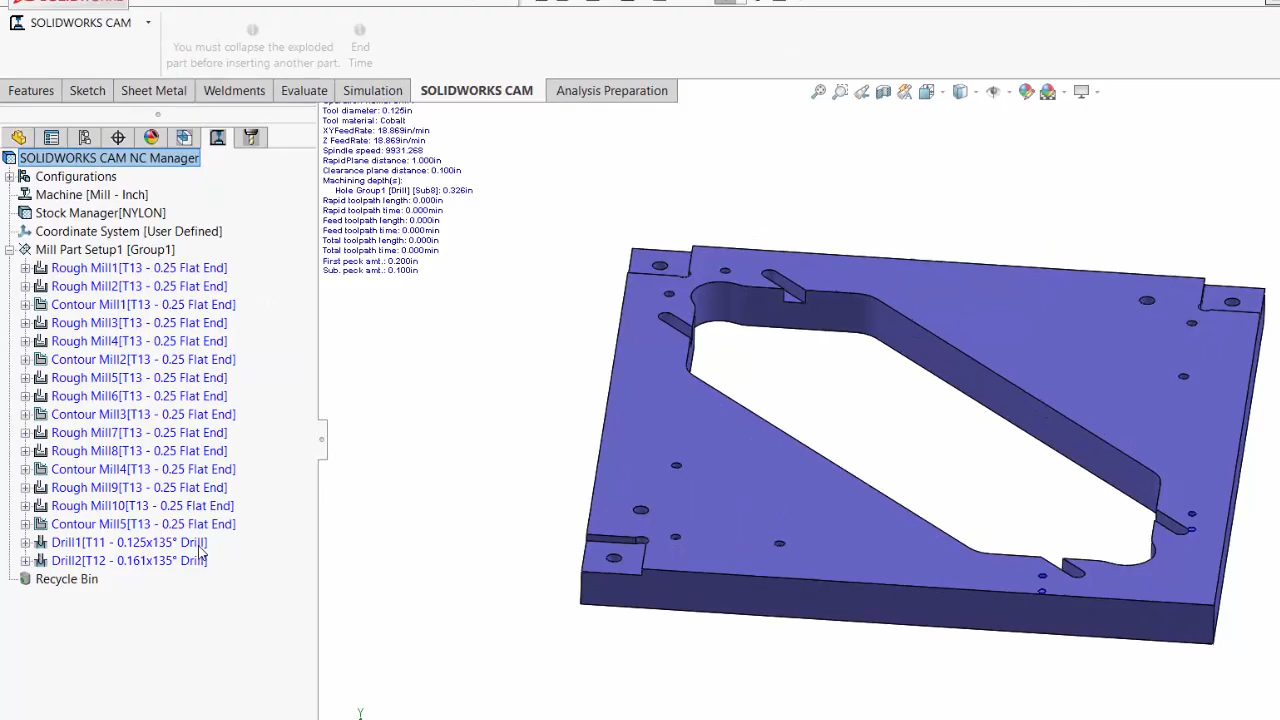 SOLIDWORKS CAM
You must collapse the exploded
part before inserting another part.
End
Time
Features
Sketch
Sheet Metal
Weldments
Evaluate
Simulation
SOLIDWORKS CAM
Analysis Preparation
Tool diameter: 0.125in
Tool material: Cobalt
XYFeedRate: 18.869in/min
Z FeedRate: 18.869in/min
Spindle speed: 9931.268
RapidPlane distance: 1.000in
Clearance plane distance: 0.100in
Machining depth(s):
Hole Group1 [Drill] [Sub8]: 0.326in
Rapid toolpath length: 0.000in
Rapid toolpath time: 0.000min
Feed toolpath length: 0.000in
Feed toolpath time: 0.000min
Total toolpath length: 0.000in
Total toolpath time: 0.000min
First peck amt.: 0.200in
Sub. peck amt.: 0.100in
SOLIDWORKS CAM NC Manager
Configurations
Machine [Mill - Inch]
Stock Manager[NYLON]
Coordinate System [User Defined]
Mill Part Setup1 [Group1]
Rough Mill1[T13 - 0.25 Flat End]
Rough Mill2[T13 - 0.25 Flat End]
Contour Mill1[T13 - 0.25 Flat End]
Rough Mill3[T13 - 0.25 Flat End]
Rough Mill4[T13 - 0.25 Flat End]
Contour Mill2[T13 - 0.25 Flat End]
Rough Mill5[T13 - 0.25 Flat End]
Rough Mill6[T13 - 0.25 Flat End]
Contour Mill3[T13 - 0.25 Flat End]
Rough Mill7[T13 - 0.25 Flat End]
Rough Mill8[T13 - 0.25 Flat End]
Contour Mill4[T13 - 0.25 Flat End]
Rough Mill9[T13 - 0.25 Flat End]
Rough Mill10[T13 - 0.25 Flat End]
Contour Mill5[T13 - 0.25 Flat End]
Drill1[T11 - 0.125x135° Drill]
Drill2[T12 - 0.161x135° Drill]
Recycle Bin
Y